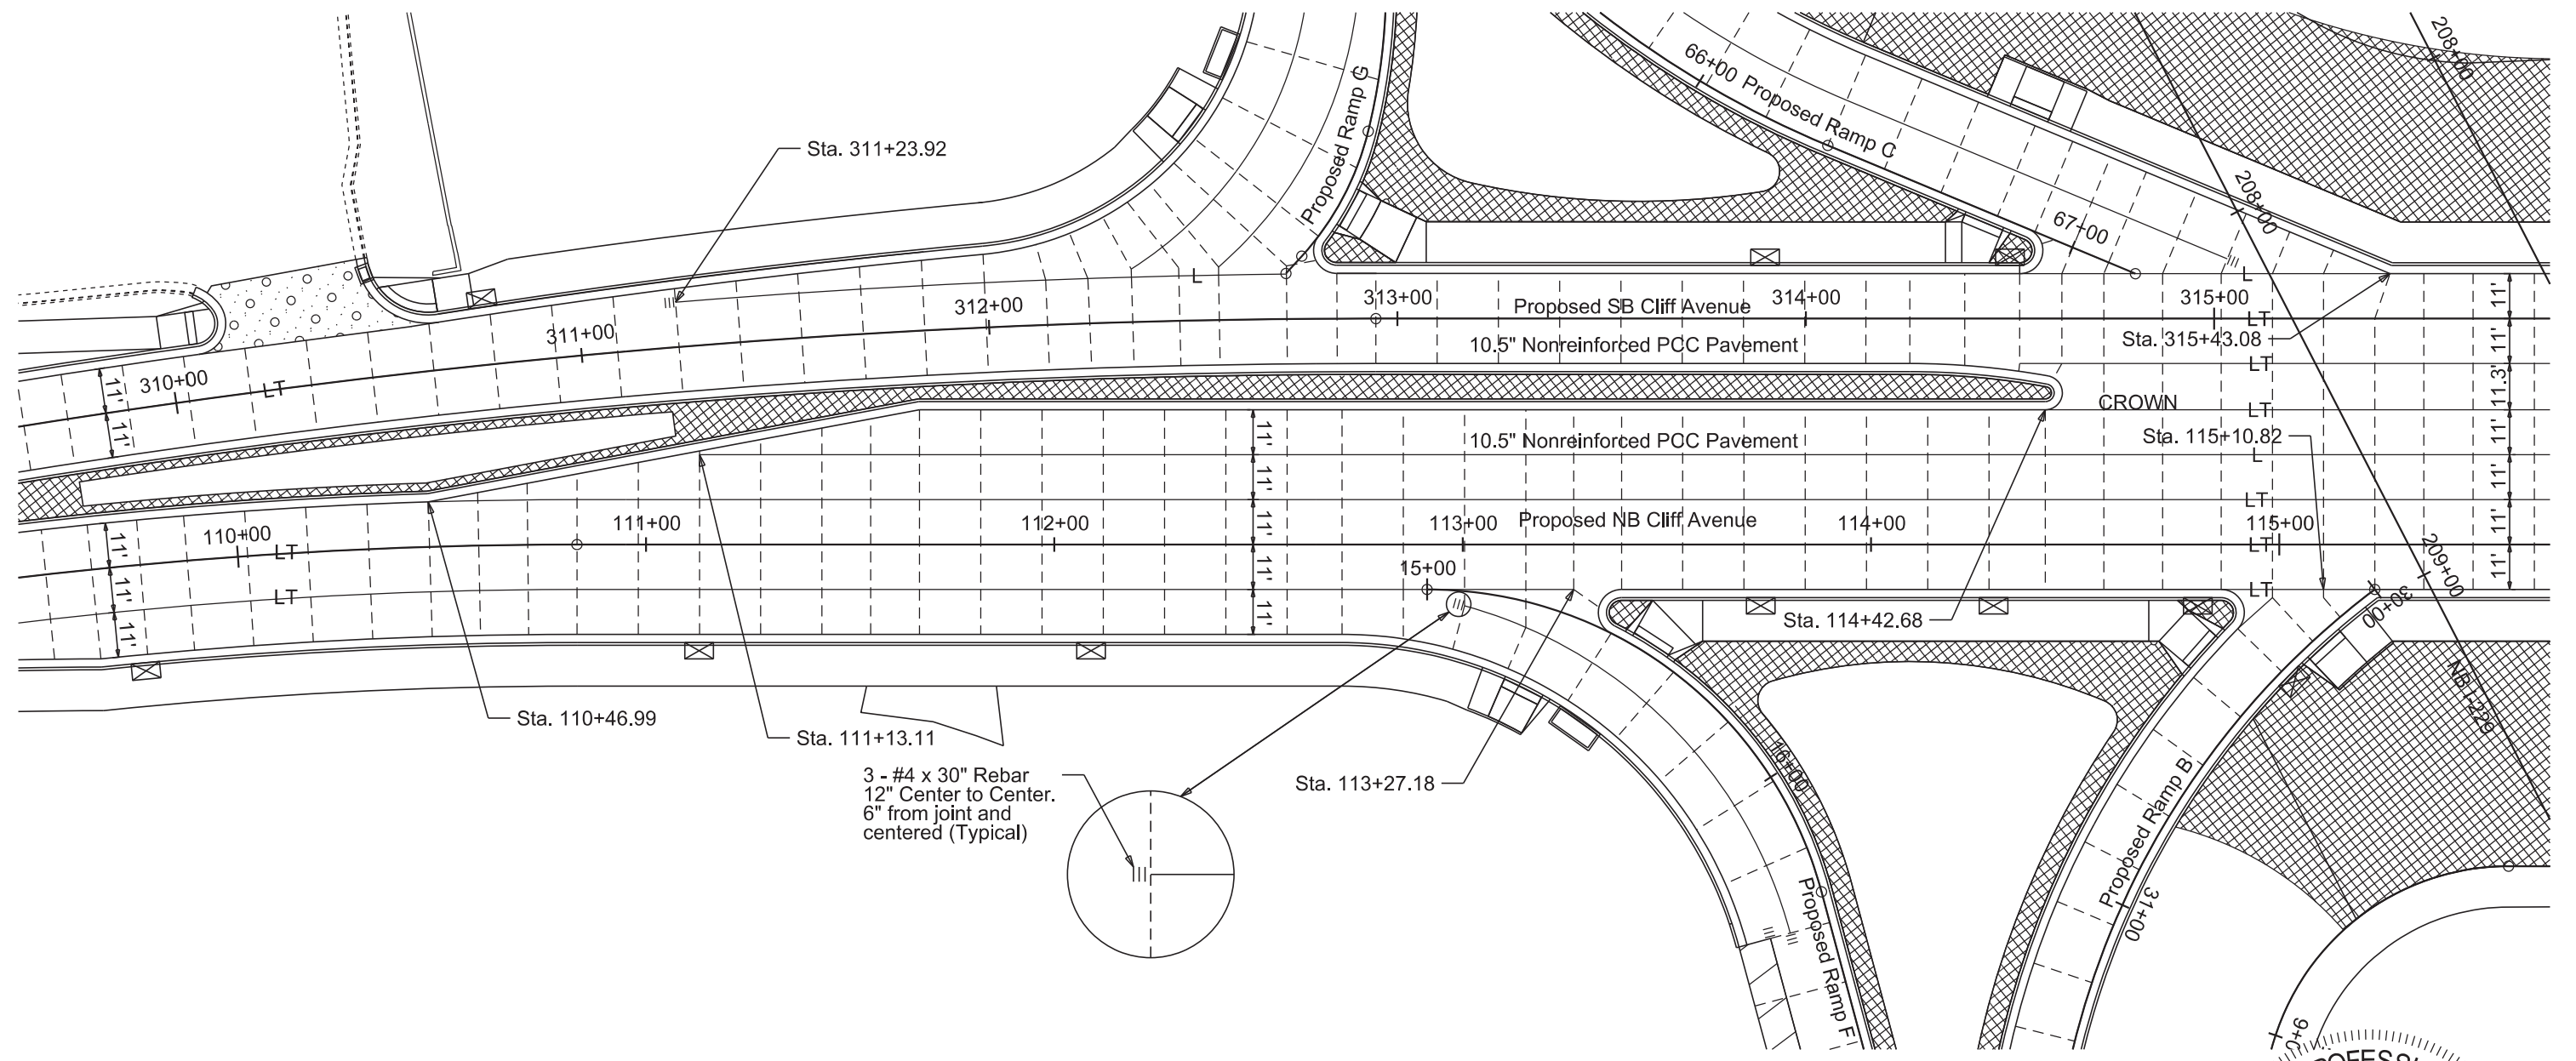 208+00
66+00 Proposed Ramp C
Proposed Ramp G
Sta. 311+23.92
67+00
208+00
L
L
310+00
311+00
312+00
313+00
Proposed SB Cliff Avenue
314+00
315+00
LT
LT
11'
11'
11'
11'
11.3'
11'
11'
11'
11'
10.5" Nonreinforced PCC Pavement
Sta. 315+43.08
LT
CROWN
LT
10.5" Nonreinforced PCC Pavement
Sta. 115+10.82
L
LT
11'
11'
11'
11'
11'
110+00
111+00
112+00
113+00
Proposed NB Cliff Avenue
114+00
115+00
LT
LT
11'
11'
11'
LT
LT
15+00
209+00
30+00
Sta. 114+42.68
NB I-229
Sta. 110+46.99
Sta. 111+13.11
3 - #4 x 30" Rebar
12" Center to Center.
6" from joint and
centered (Typical)
Sta. 113+27.18
16+00
Proposed Ramp B
31+00
Proposed Ramp F